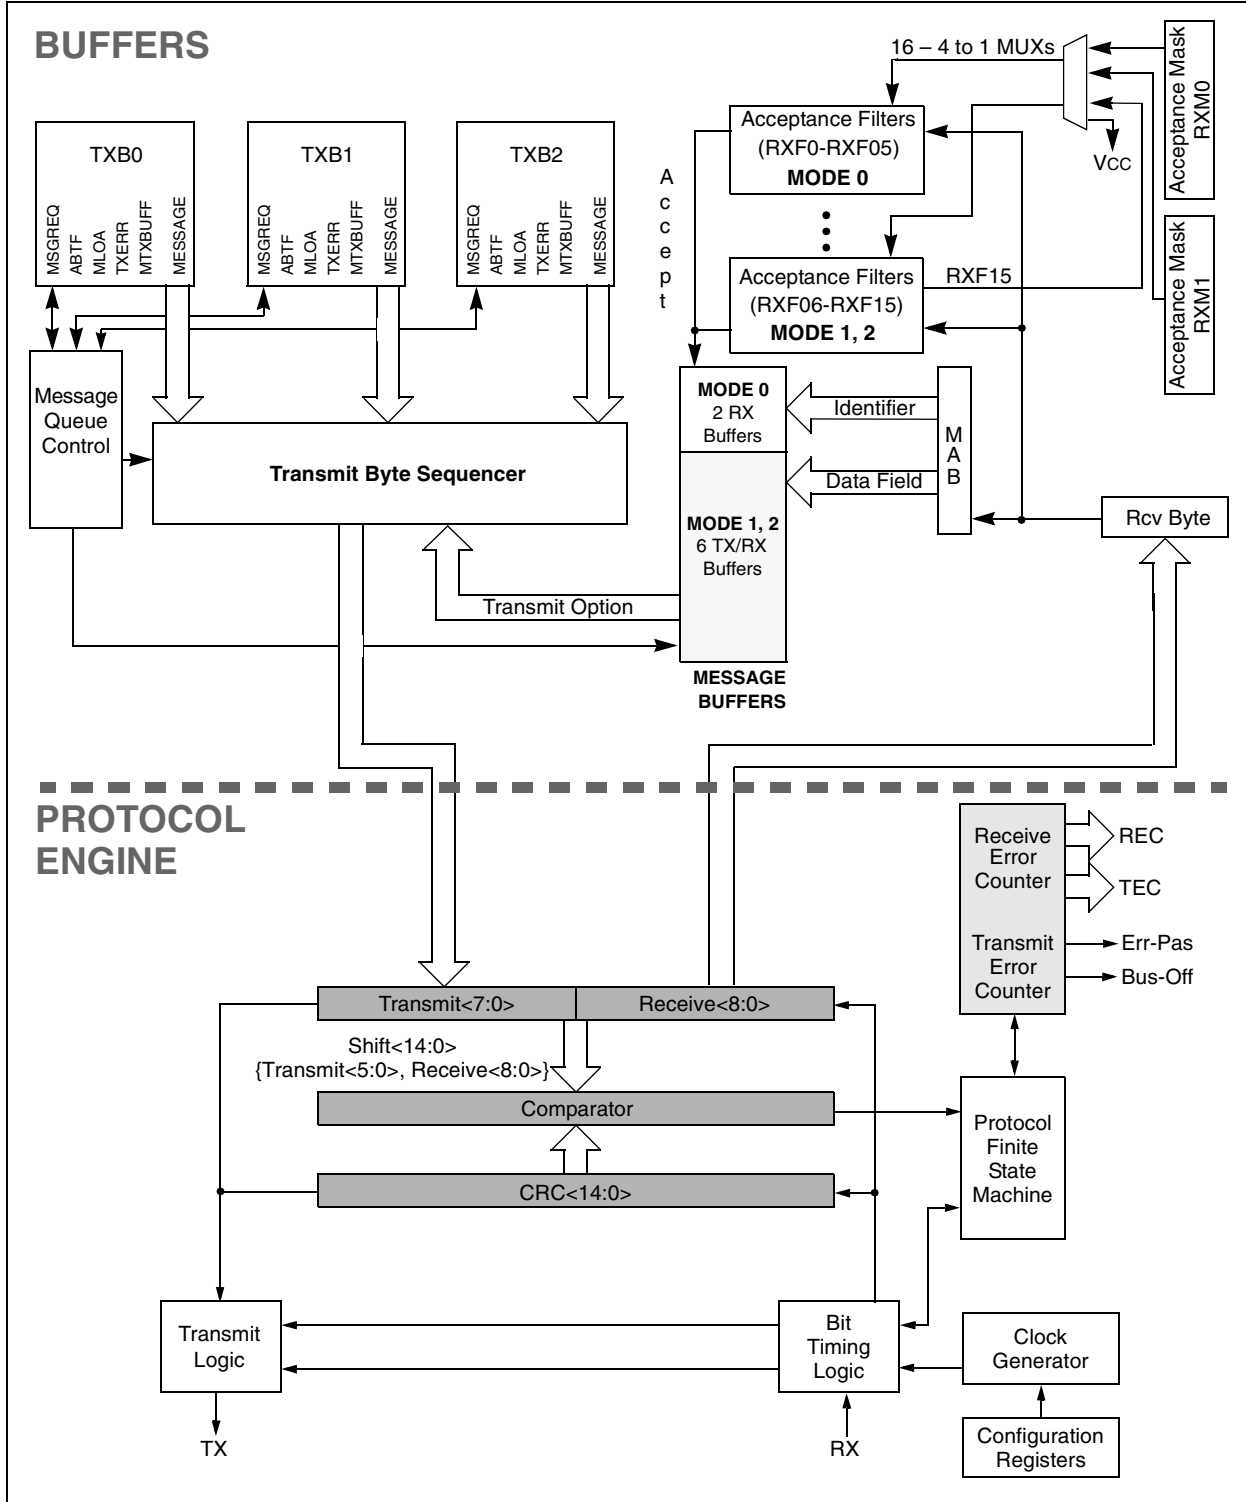 BUFFERS
16 – 4 to 1 MUXs
Acceptance Mask
RXM0
VCC
TXB0
MSGREQ
ABTF
MLOA
TXERR
MTXBUFF
MESSAGE
TXB1
MSGREQ
ABTF
MLOA
TXERR
MTXBUFF
MESSAGE
TXB2
MSGREQ
ABTF
MLOA
TXERR
MTXBUFF
MESSAGE
Accept
Acceptance Filters
(RXF0-RXF05)
MODE 0
Acceptance Filters
(RXF06-RXF15)
MODE 1, 2
RXF15
Acceptance Mask
RXM1
Message
Queue
Control
Transmit Byte Sequencer
MODE 0
2 RX
Buffers
Identifier
MAB
Data Field
MODE 1, 2
6 TX/RX
Buffers
Rcv Byte
Transmit Option
MESSAGE
BUFFERS
PROTOCOL
ENGINE
Receive
Error
Counter
REC
TEC
Transmit
Error
Counter
Err-Pas
Bus-Off
Transmit<7:0>
Receive<8:0>
Shift<14:0>
{Transmit<5:0>, Receive<8:0>}
Comparator
CRC<14:0>
Protocol
Finite
State
Machine
Transmit
Logic
Bit
Timing
Logic
Clock
Generator
TX
RX
Configuration
Registers